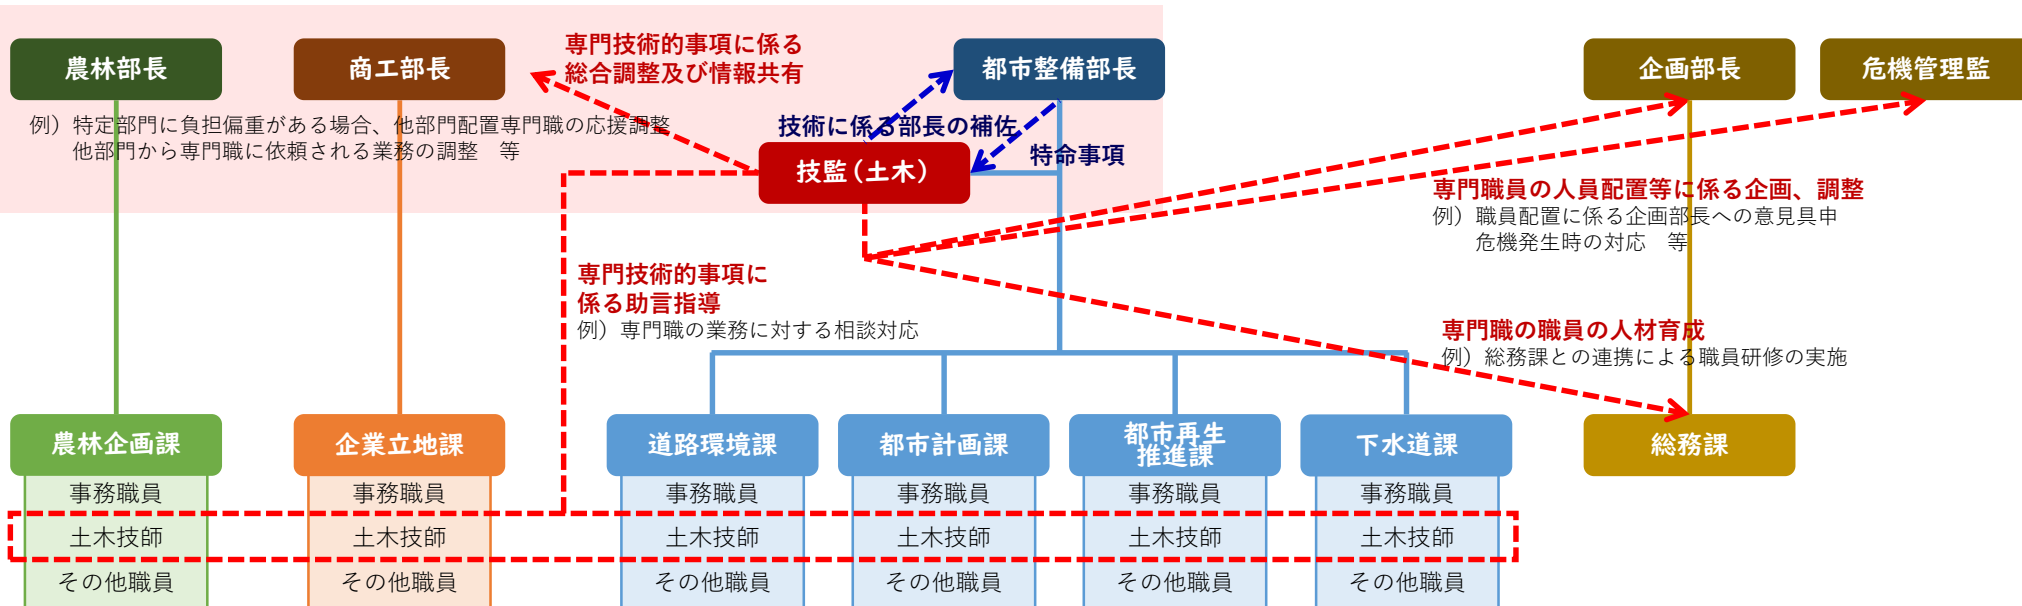 農林部長
商工部長
専門技術的事項に係る
総合調整及び情報共有
都市整備部長
企画部長
危機管理監
例）特定部門に負担偏重がある場合、他部門配置専門職の応援調整
他部門から専門職に依頼される業務の調整　等
技術に係る部長の補佐
特命事項
技監（土木）
専門職員の人員配置等に係る企画、調整
例）職員配置に係る企画部長への意見具申
危機発生時の対応　等
専門技術的事項に
係る助言指導
例）専門職の業務に対する相談対応
専門職の職員の人材育成
例）総務課との連携による職員研修の実施
農林企画課
企業立地課
道路環境課
都市計画課
都市再生
推進課
下水道課
総務課
事務職員
事務職員
事務職員
事務職員
事務職員
事務職員
土木技師
土木技師
土木技師
土木技師
土木技師
土木技師
その他職員
その他職員
その他職員
その他職員
その他職員
その他職員